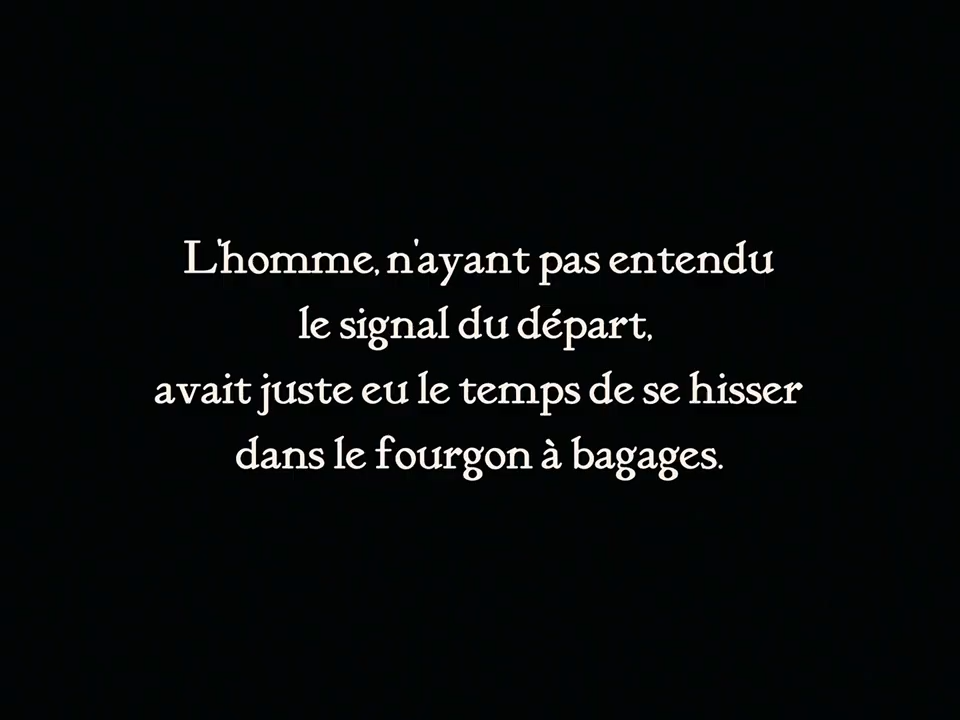 L'homme, n'ayant pas entendu
le signal du départ,
avait juste eu le temps de se hisser
dans le fourgon à bagages.